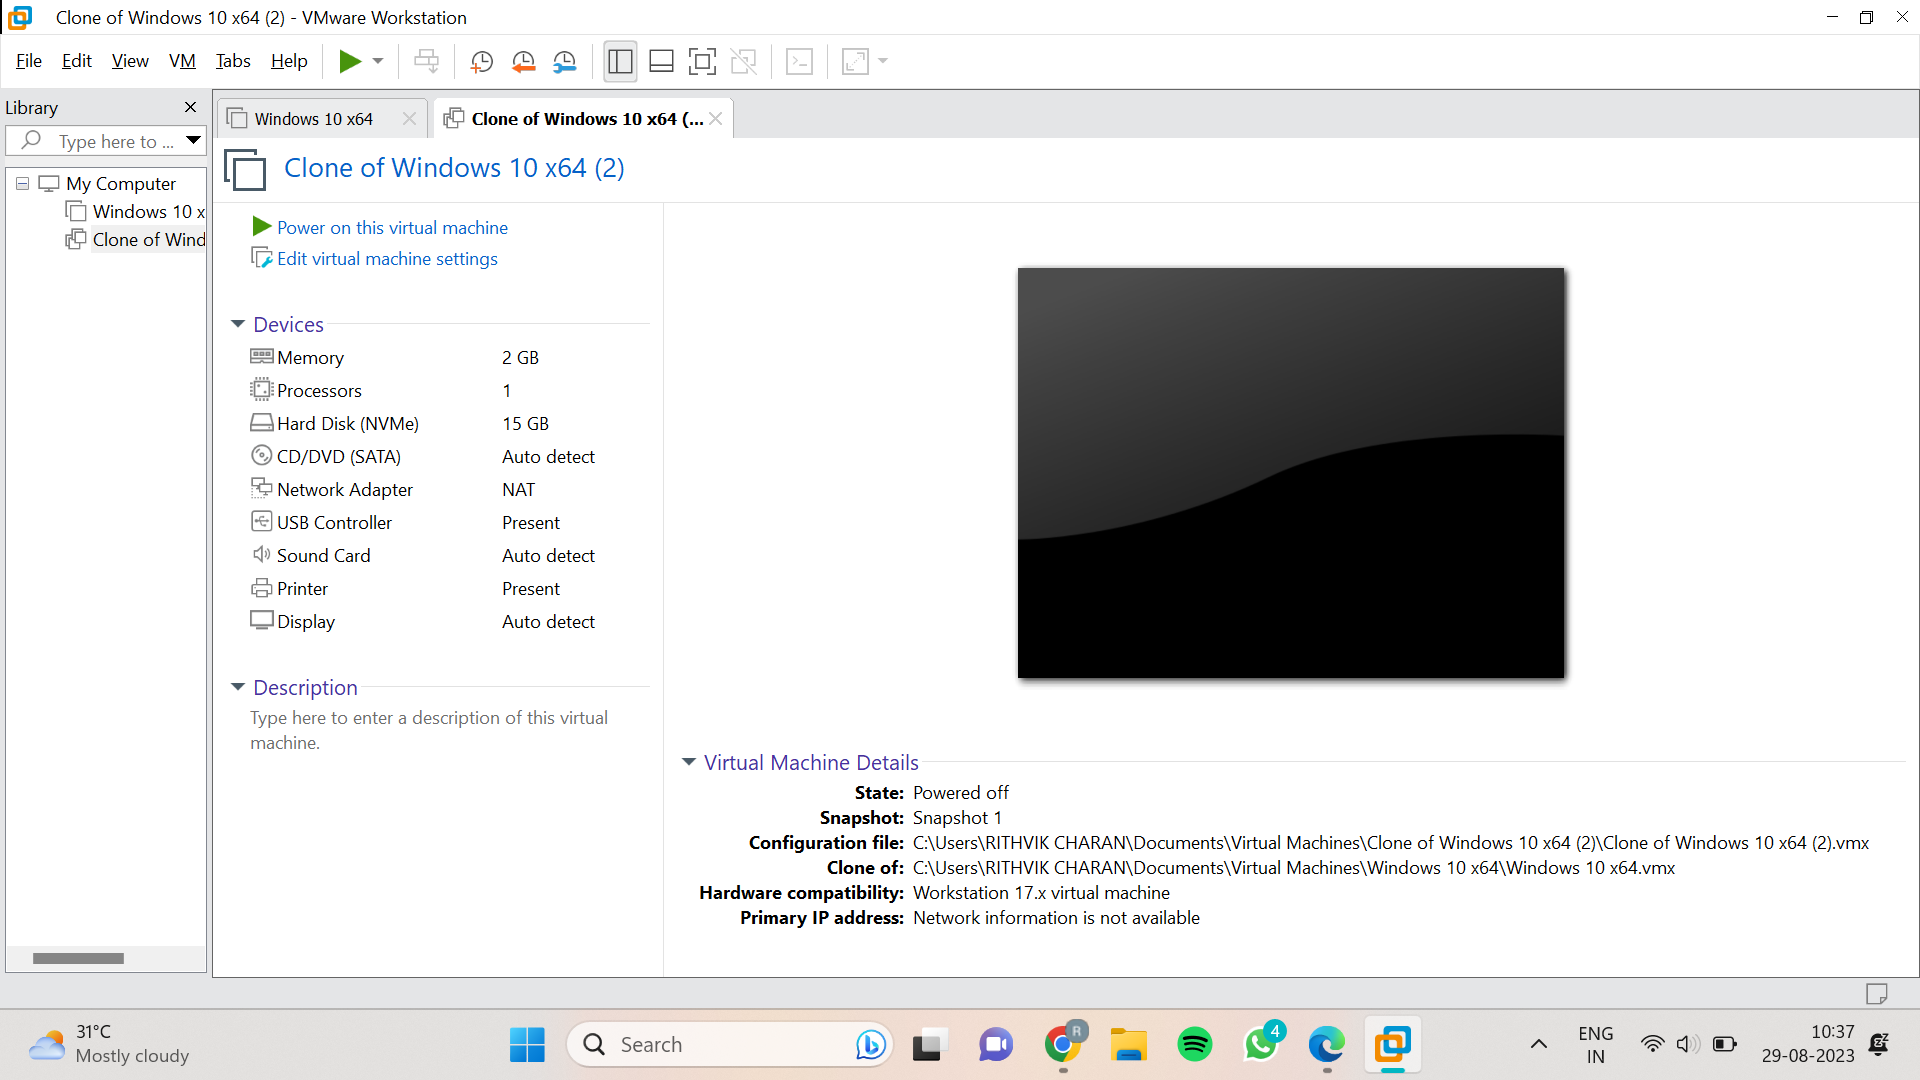 Clone of Windows 10 x64 (2) - VMware Workstation
File Edit View VM Tabs Help
Library
Type here to ...
My Computer
Windows 10 x
Clone of Wind
Windows 10 x64
Clone of Windows 10 x64 (...
Clone of Windows 10 x64 (2)
Power on this virtual machine
Edit virtual machine settings
Devices
Memory 2 GB
Processors 1
Hard Disk (NVMe) 15 GB
CD/DVD (SATA) Auto detect
Network Adapter NAT
USB Controller Present
Sound Card Auto detect
Printer Present
Display Auto detect
Description
Type here to enter a description of this virtual
machine.
Virtual Machine Details
State: Powered off
Snapshot: Snapshot 1
Configuration file: C:\Users\RITHVIK CHARAN\Documents\Virtual Machines\Clone of Windows 10 x64 (2)\Clone of Windows 10 x64 (2).vmx
Clone of: C:\Users\RITHVIK CHARAN\Documents\Virtual Machines\Windows 10 x64\Windows 10 x64.vmx
Hardware compatibility: Workstation 17.x virtual machine
Primary IP address: Network information is not available
31°C
Mostly cloudy
Search
R
4
ENG
IN
10:37
29-08-2023